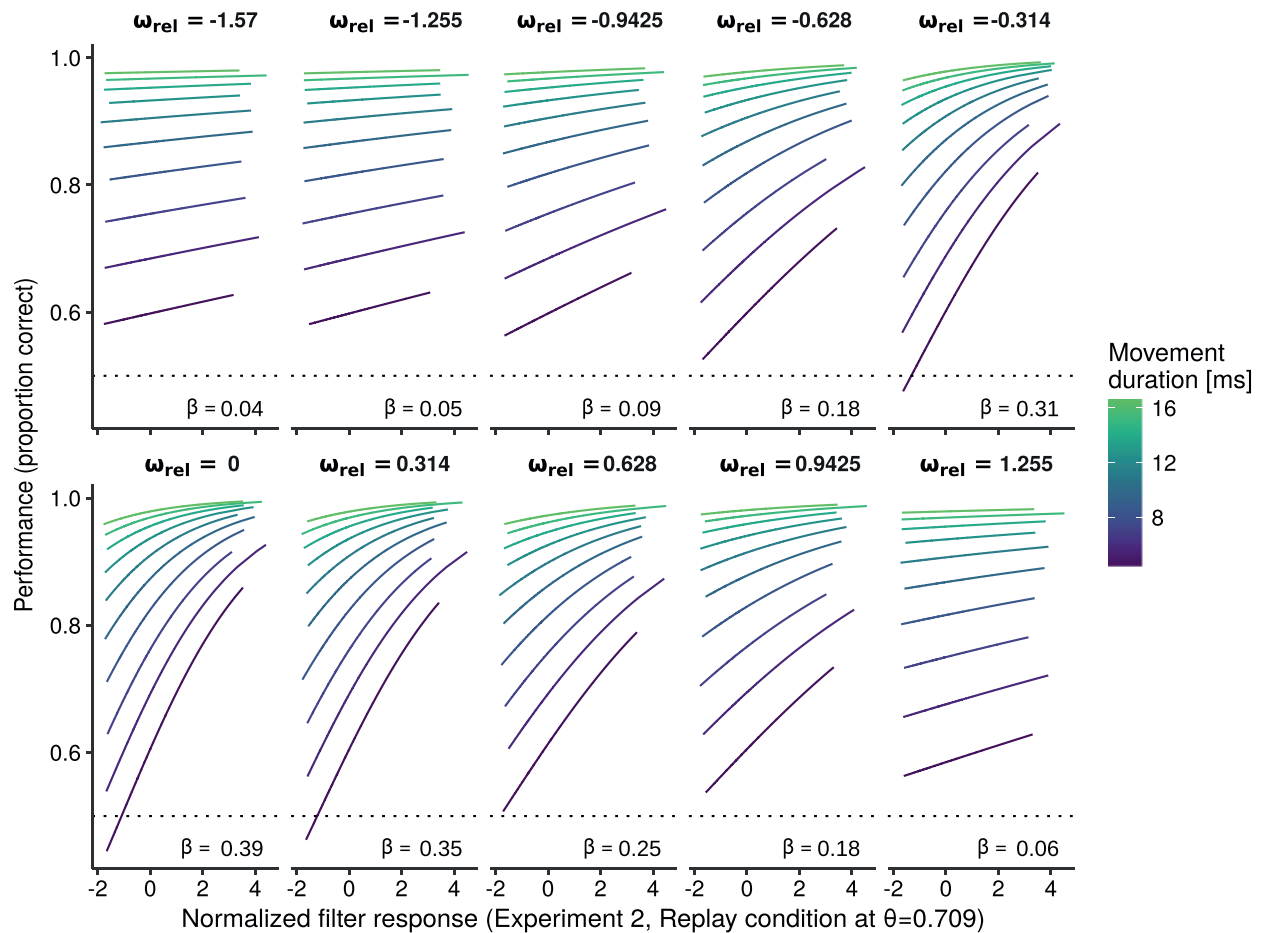 ωrel = -1.57 ωrel = -1.255 ωrel = -0.9425 ωrel = -0.628 ωrel = -0.314
1.0
0.8
0.6
β = 0.04 β = 0.05 β = 0.09 β = 0.18 β = 0.31
Performance (proportion correct)
Movement
duration [ms]
16
12
8
ωrel = 0 ωrel = 0.314 ωrel = 0.628 ωrel = 0.9425 ωrel = 1.255
1.0
0.8
0.6
β = 0.39 β = 0.35 β = 0.25 β = 0.18 β = 0.06
-2 0 2 4 -2 0 2 4 -2 0 2 4 -2 0 2 4 -2 0 2 4
Normalized filter response (Experiment 2, Replay condition at θ=0.709)